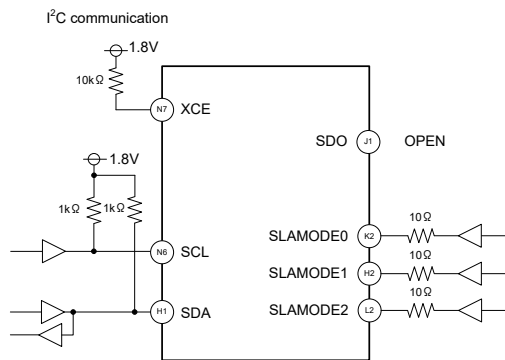 I²C communication
1.8V
10kΩ
N7 XCE
SDO J1 OPEN
1.8V
1kΩ 1kΩ
10Ω
SLAMODE0 K2
N6 SCL
10Ω
SLAMODE1 H2
10Ω
H1 SDA
SLAMODE2 L2